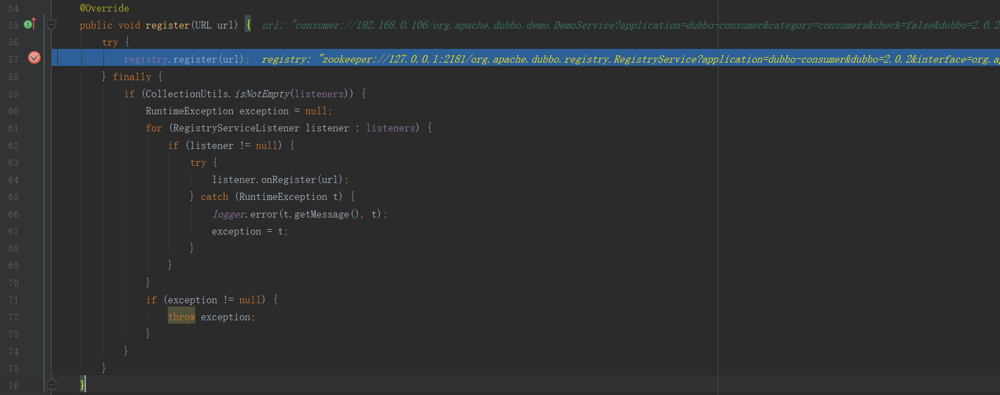 54 @Override
55 public void register(URL url) { url: "consumer://192.168.0.106/org.apache.dubbo.demo.DemoService?application=dubbo-consumer&category=consumers&check=false&dubbo=2.0.2
56 try {
57 registry.register(url); registry: "zookeeper://127.0.0.1:2181/org.apache.dubbo.registry.RegistryService?application=dubbo-consumer&dubbo=2.0.2&interface=org.ap
58 } finally {
59 if (CollectionUtils.isNotEmpty(listeners)) {
60 RuntimeException exception = null;
61 for (RegistryServiceListener listener : listeners) {
62 if (listener != null) {
63 try {
64 listener.onRegister(url);
65 } catch (RuntimeException t) {
66 logger.error(t.getMessage(), t);
67 exception = t;
68 }
69 }
70 }
71 if (exception != null) {
72 throw exception;
73 }
74 }
75 }
76 }